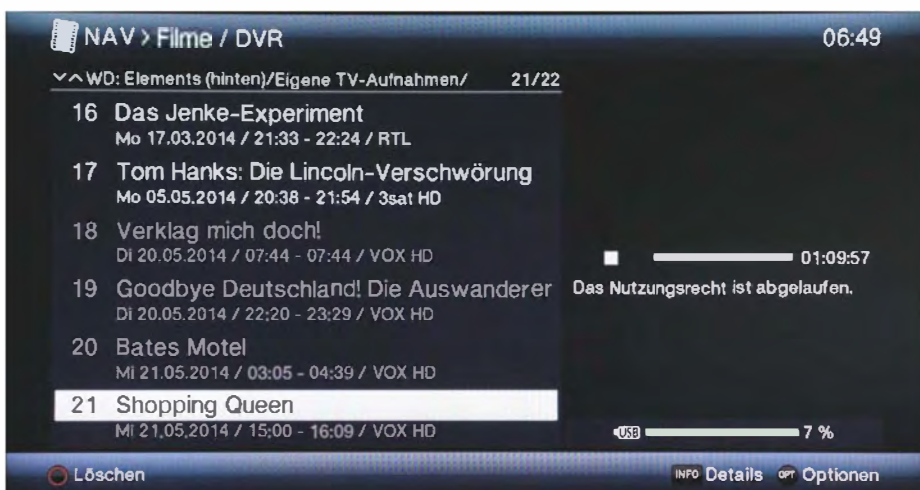 NAV > Filme / DVR 06:49
WD: Elements (hinten)/Eigene TV-Aufnahmen/ 21/22
16 Das Jenke-Experiment
Mo 17.03.2014 / 21:33 - 22:24 / RTL
17 Tom Hanks: Die Lincoln-Verschwörung
Mo 05.05.2014 / 20:38 - 21:54 / 3sat HD
18 Verklag mich doch!
Di 20.05.2014 / 07:44 - 07:44 / VOX HD
19 Goodbye Deutschland! Die Auswanderer
Di 20.05.2014 / 22:20 - 23:29 / VOX HD
20 Bates Motel
Mi 21.05.2014 / 03:05 - 04:39 / VOX HD
21 Shopping Queen
Mi 21.05.2014 / 15:00 - 16:09 / VOX HD
01:09:57
Das Nutzungsrecht ist abgelaufen.
USB 7 %
Löschen INFO Details OPT Optionen